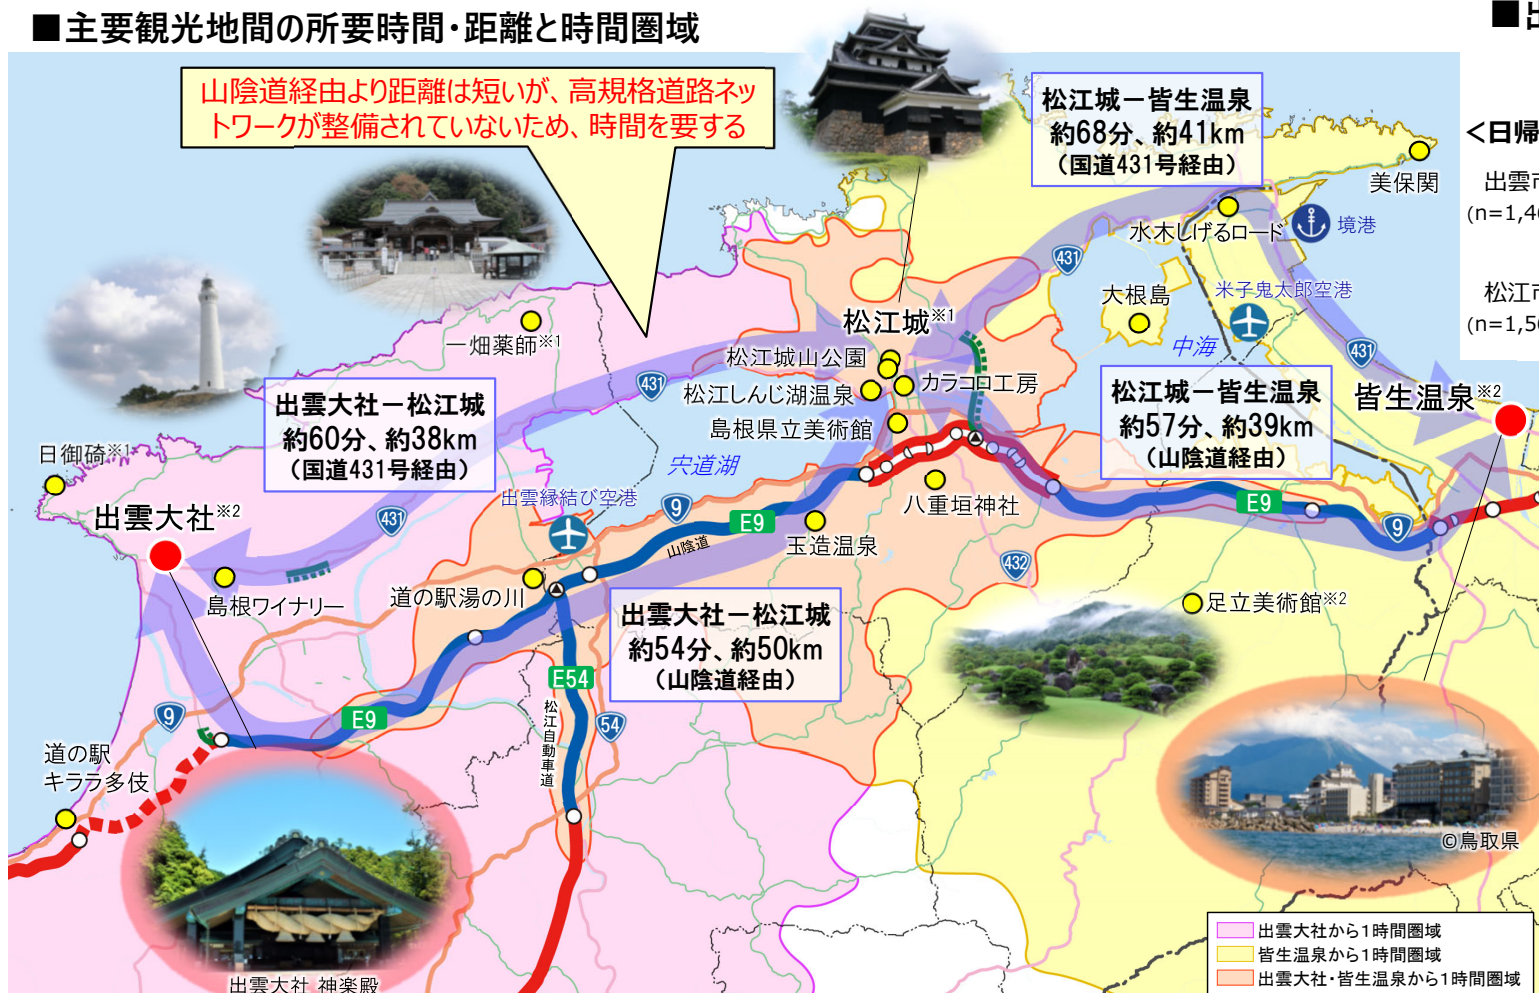 ■主要観光地間の所要時間・距離と時間圏域
■出
山陰道経由より距離は短いが、高規格道路ネッ
トワークが整備されていないため、時間を要する
松江城－皆生温泉
約68分、約41km
（国道431号経由）
<日帰
出雲市
松江市
美保関
水木しげるロード
境港
431
大根島
米子鬼太郎空港
中海
431
松江城※1
一畑薬師※1
松江城山公園
カラコロ工房
松江しんじ湖温泉
島根県立美術館
431
出雲大社－松江城
約60分、約38km
（国道431号経由）
松江城－皆生温泉
約57分、約39km
（山陰道経由）
皆生温泉※2
日御碕※1
宍道湖
出雲縁結び空港
出雲大社※2
431
9
E9
山陰道
八重垣神社
玉造温泉
E9
9
432
島根ワイナリー
道の駅湯の川
足立美術館※2
出雲大社－松江城
約54分、約50km
（山陰道経由）
E54
松江自動車道
54
9
E9
道の駅
キララ多伎
©鳥取県
出雲大社 神楽殿
出雲大社から1時間圏域
皆生温泉から1時間圏域
出雲大社・皆生温泉から1時間圏域